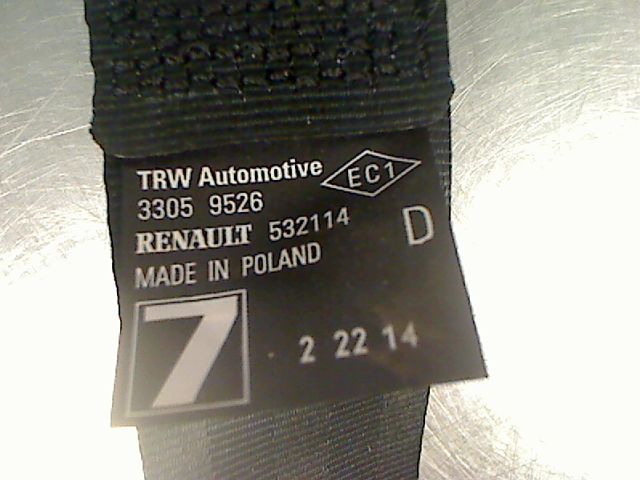 TRW Automotive EC1
3305 9526
RENAULT 532114 D
MADE IN POLAND
7 2 22 14